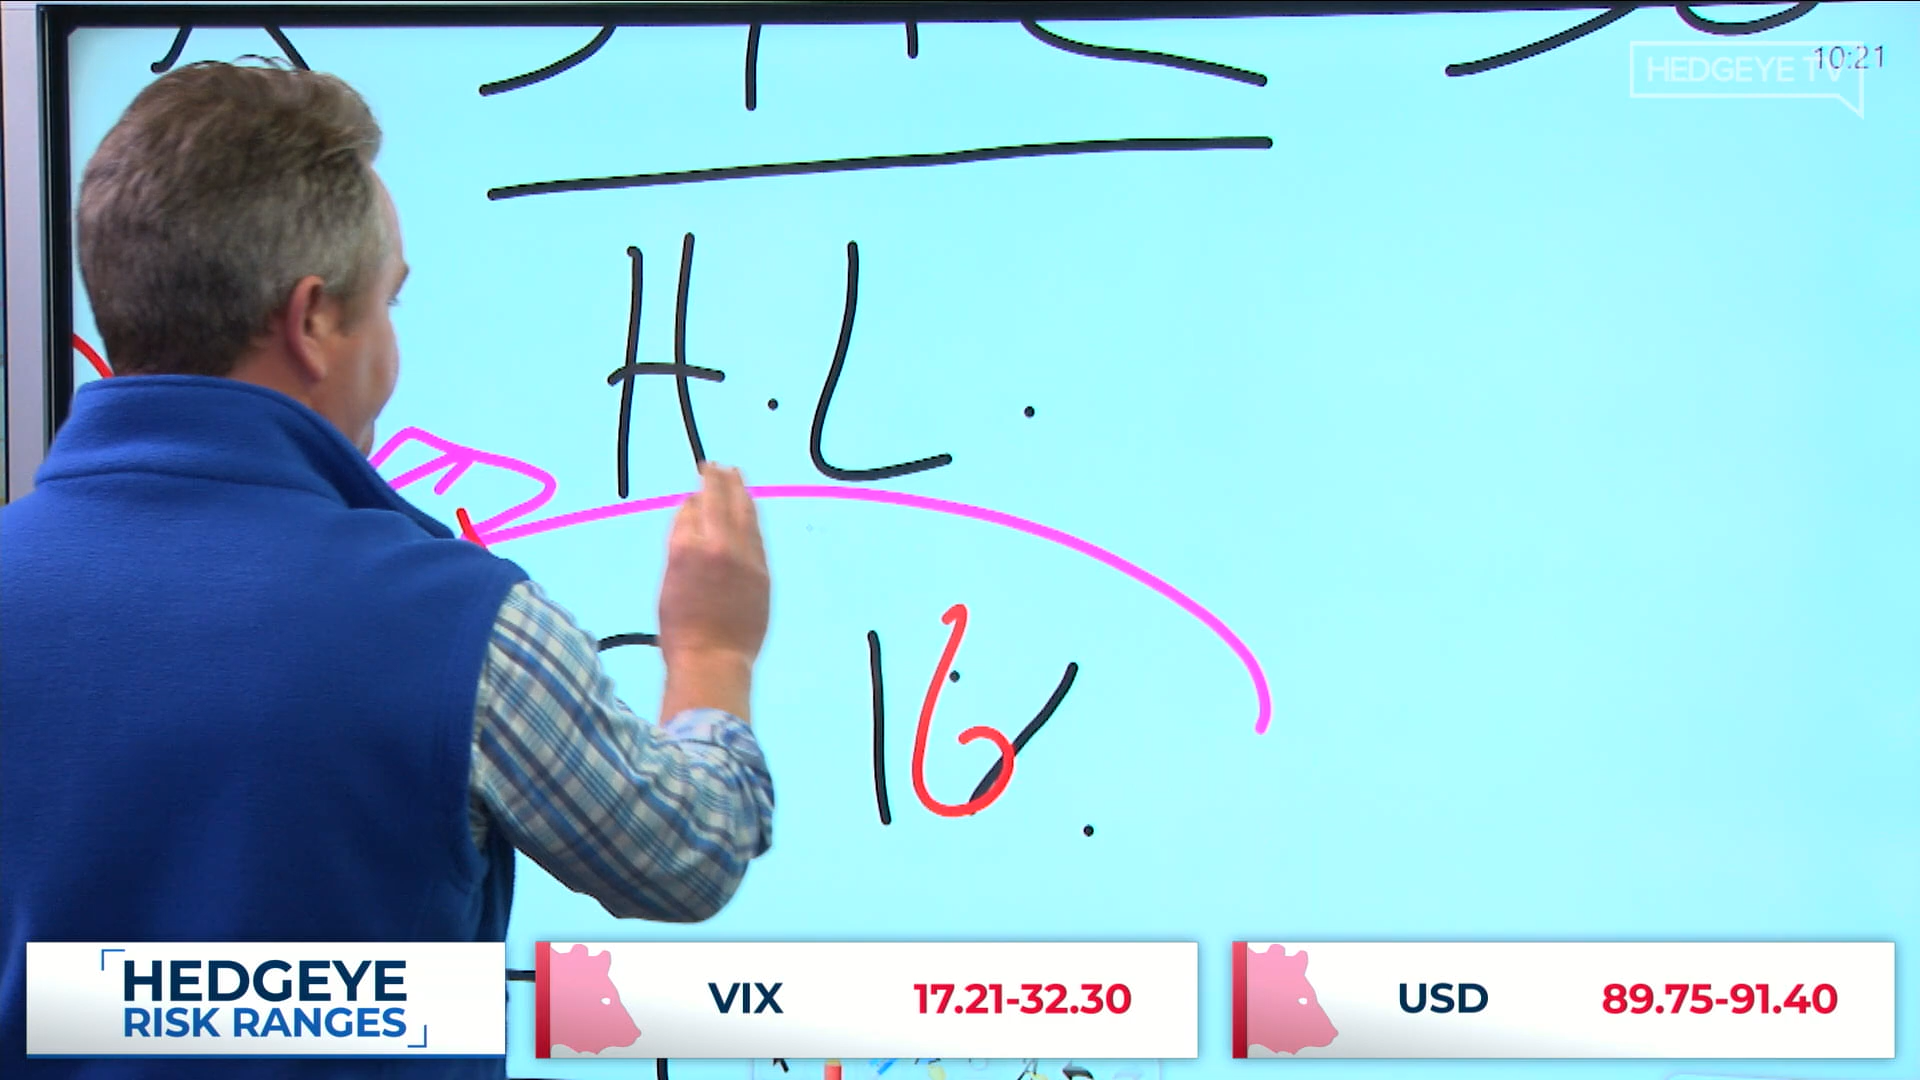 HEDGEYE TV
10:21
H.L.
16
HEDGEYE
RISK RANGES
VIX 17.21-32.30
USD 89.75-91.40